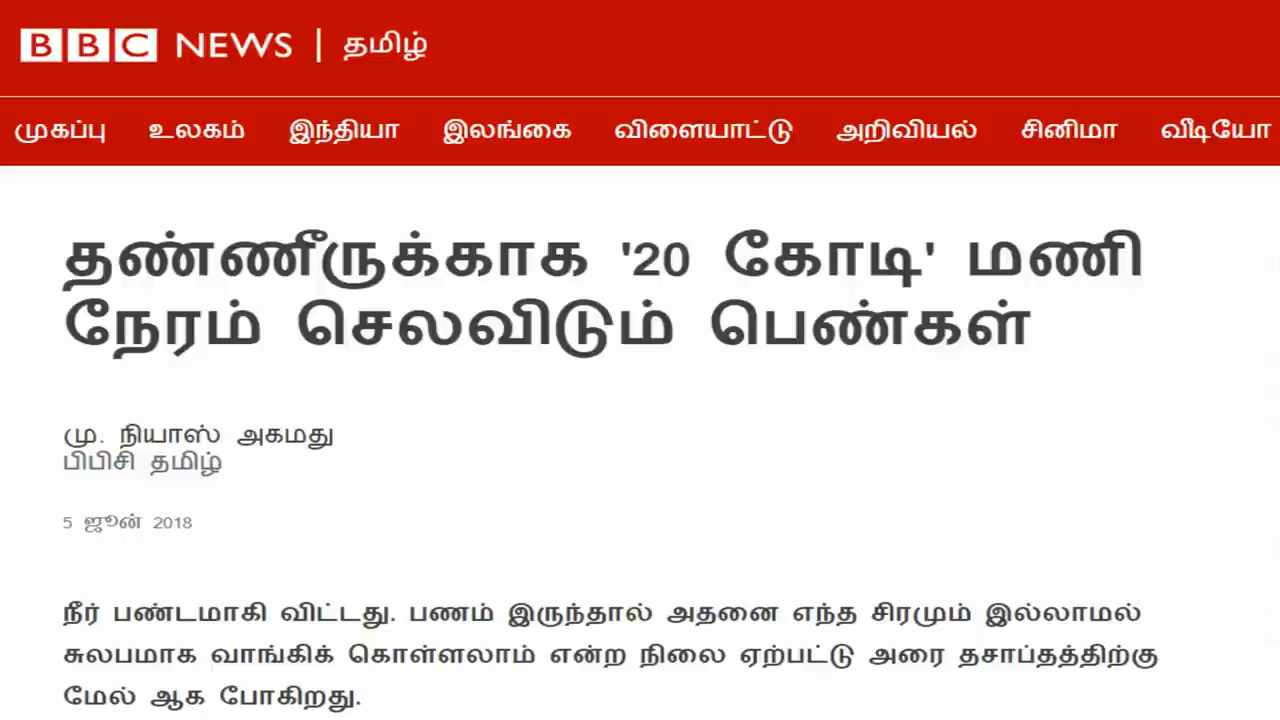 BBC NEWS | தமிழ்
முகப்பு உலகம் இந்தியா இலங்கை விளையாட்டு அறிவியல் சினிமா வீடியோ
தண்ணீருக்காக '20 கோடி' மணி
நேரம் செலவிடும் பெண்கள்
மு. நியாஸ் அகமது
பிபிசி தமிழ்
5 ஜூன் 2018
நீர் பண்டமாகி விட்டது. பணம் இருந்தால் அதனை எந்த சிரமும் இல்லாமல்
சுலபமாக வாங்கிக் கொள்ளலாம் என்ற நிலை ஏற்பட்டு அரை தசாப்தத்திற்கு
மேல் ஆக போகிறது.